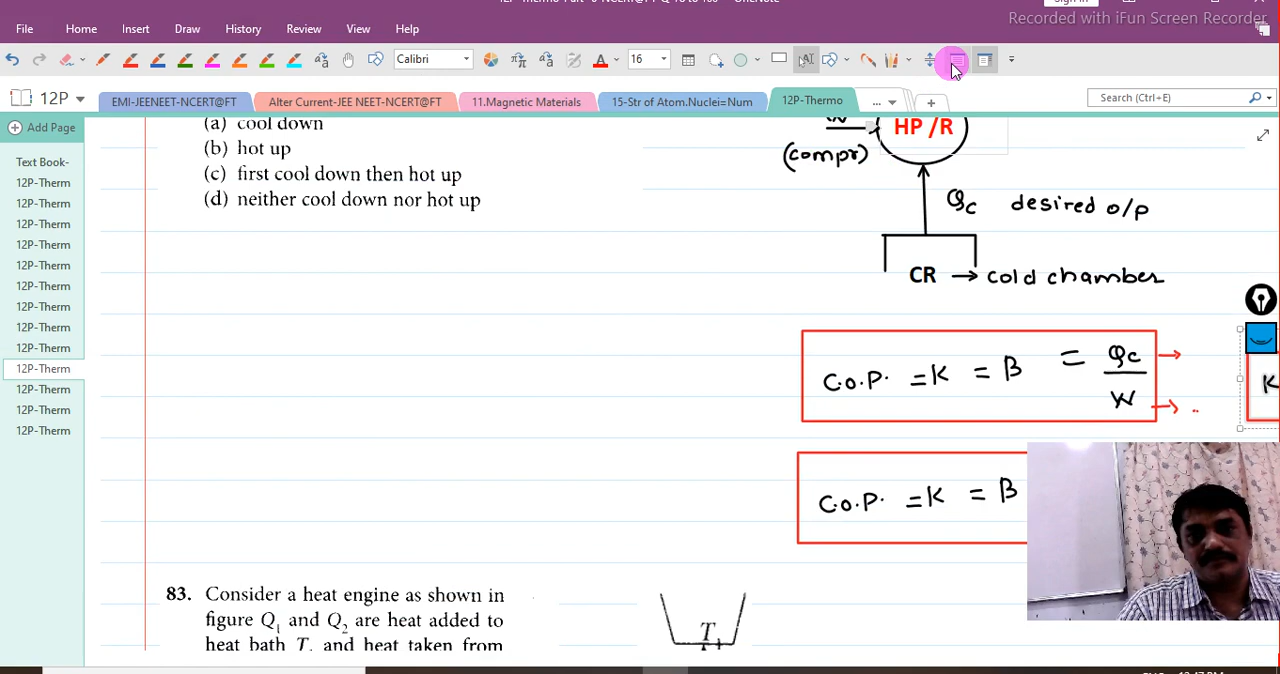 Recorded with iFun Screen Recorder
File Home Insert Draw History Review View Help
Calibri 16
12P EMI-JEENEET-NCERT@FT Alter Current-JEE NEET-NCERT@FT 11.Magnetic Materials 15-Str of Atom.Nuclei=Num 12P-Thermo ... Search (Ctrl+E)
Add Page
Text Book-
12P-Therm
12P-Therm
12P-Therm
12P-Therm
12P-Therm
12P-Therm
12P-Therm
12P-Therm
12P-Therm
12P-Therm
12P-Therm
12P-Therm
12P-Therm
(a) cool down
(b) hot up
(c) first cool down then hot up
(d) neither cool down nor hot up
HP /R
(compr)
Qc desired o/p
CR → cold chamber
C.O.P. = K = B = Qc / W
K
C.O.P. = K = B
83. Consider a heat engine as shown in
figure Q1 and Q2 are heat added to
heat bath T, and heat taken from
T1